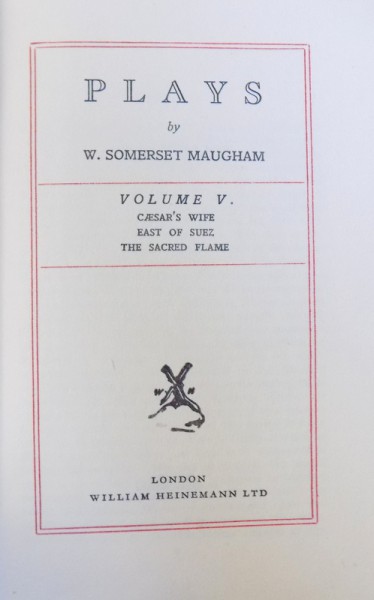 PLAYS
by
W. SOMERSET MAUGHAM
VOLUME V.
CÆSAR'S WIFE
EAST OF SUEZ
THE SACRED FLAME
W H
LONDON
WILLIAM HEINEMANN LTD